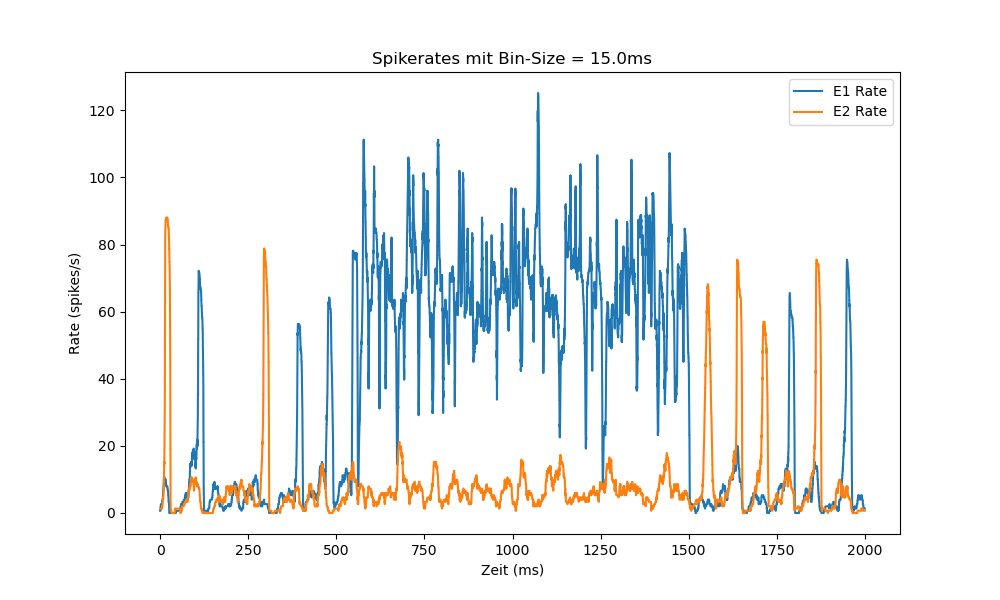 Spikerates mit Bin-Size = 15.0ms
E1 Rate
E2 Rate
Rate (spikes/s)
120
100
80
60
40
20
0
0 250 500 750 1000 1250 1500 1750 2000
Zeit (ms)